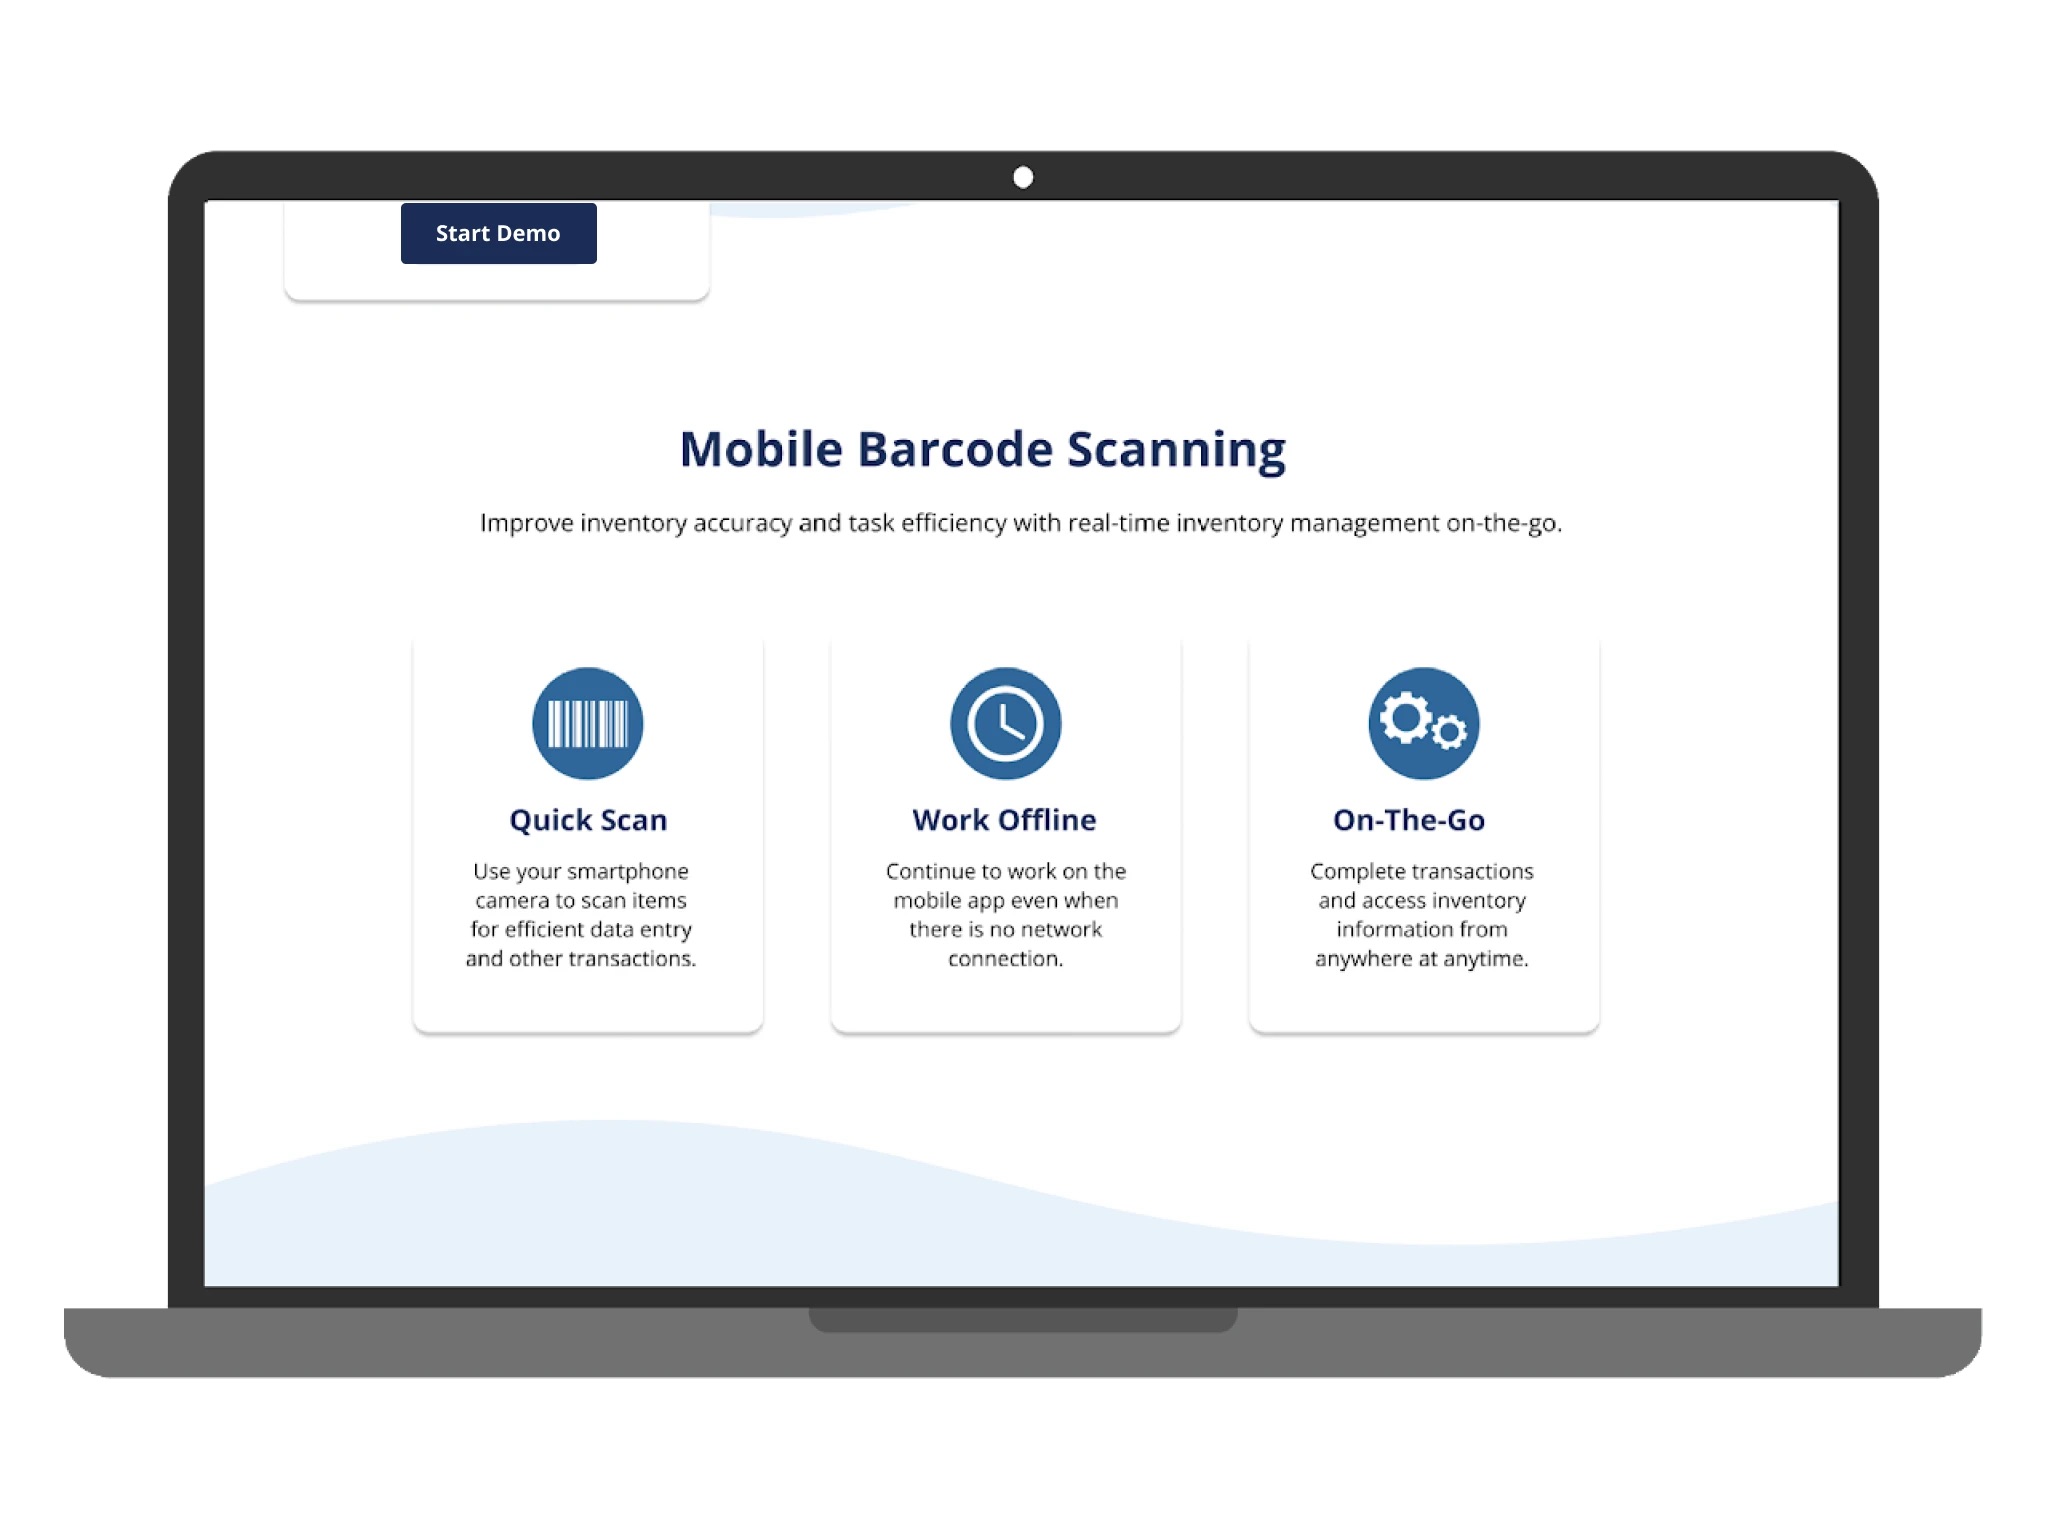 Start Demo
Mobile Barcode Scanning
Improve inventory accuracy and task efficiency with real-time inventory management on-the-go.
Quick Scan
Use your smartphone
camera to scan items
for efficient data entry
and other transactions.
Work Offline
Continue to work on the
mobile app even when
there is no network
connection.
On-The-Go
Complete transactions
and access inventory
information from
anywhere at anytime.